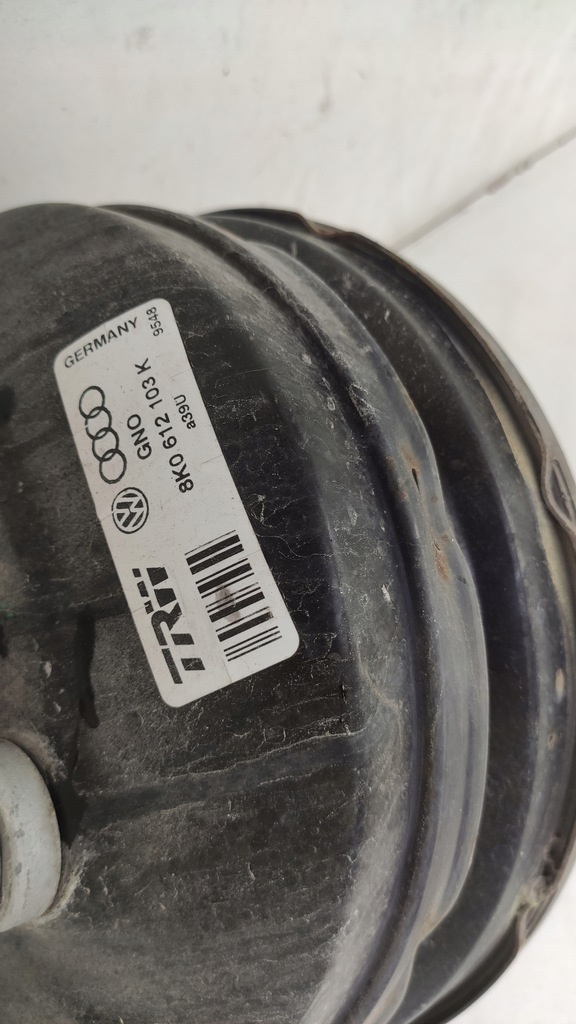 TRW
GERMANY
GNO
8K0 612 103 K
a39U
9548